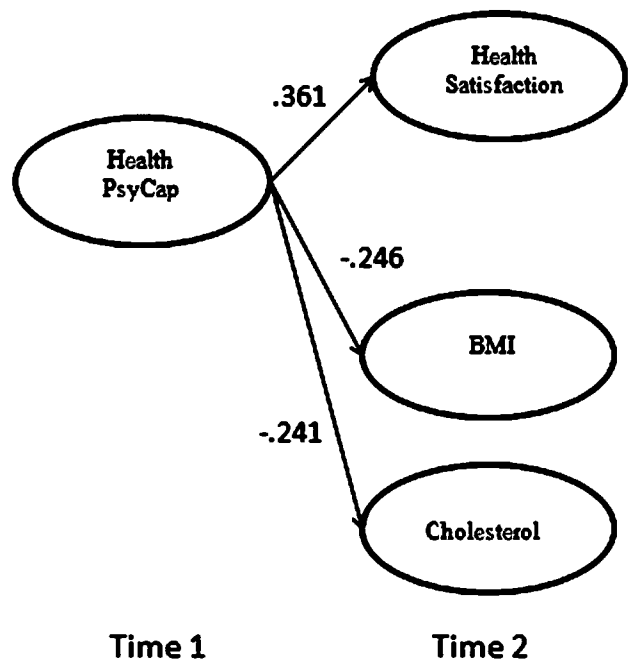 Health
Satisfaction
.361
Health
PsyCap
-.246
BMI
-.241
Cholesterol
Time 1
Time 2